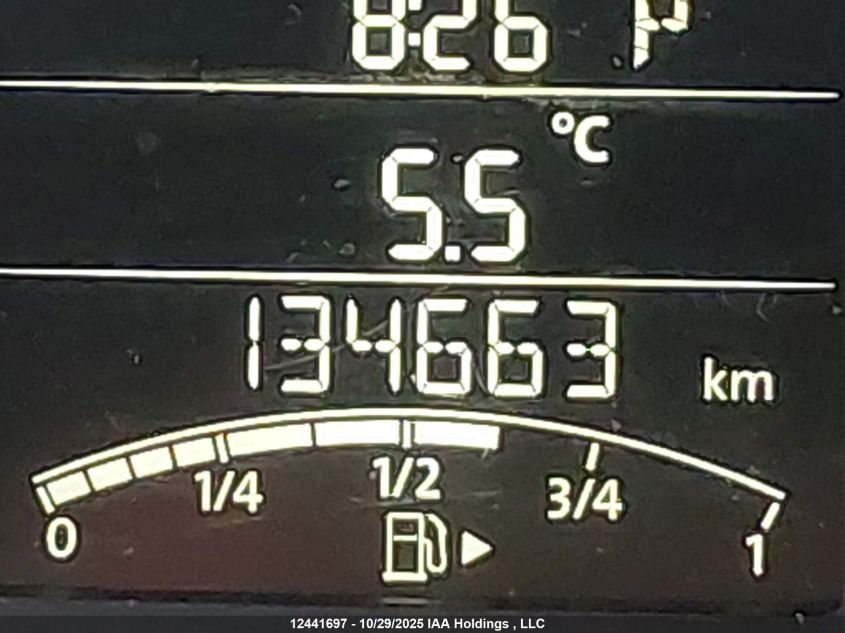 8:26 P
°C
5.5
134663
km
1/4 1/2 3/4
0 1
12441697 - 10/29/2025 IAA Holdings , LLC